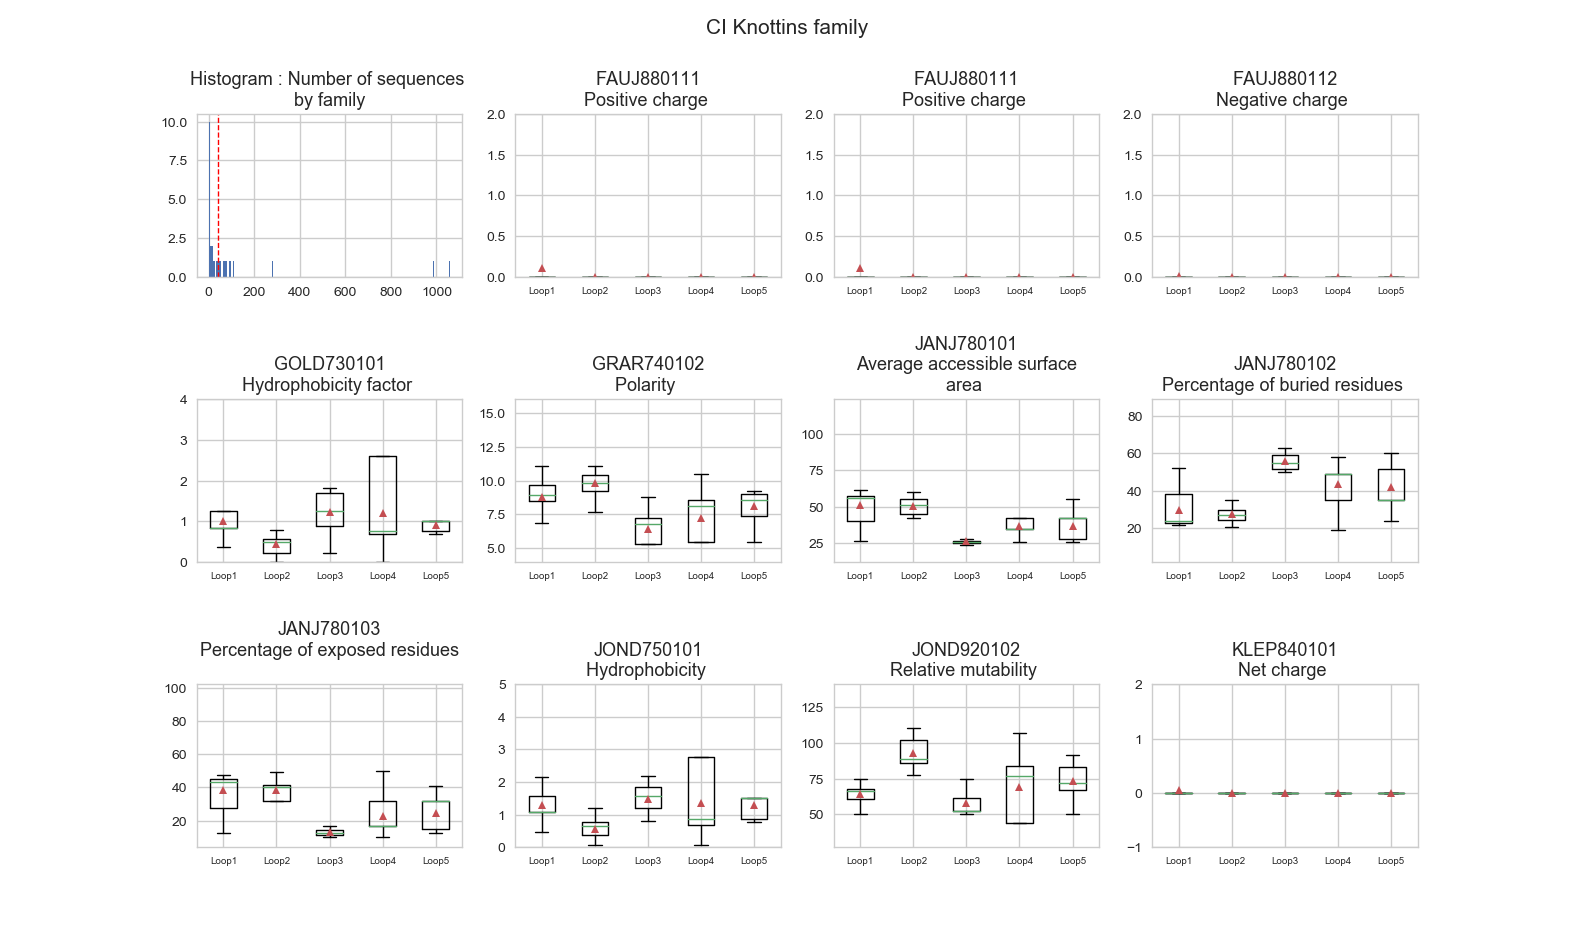 CI Knottins family
Histogram : Number of sequences
by family
10.0
7.5
5.0
2.5
0.0
0 200 400 600 800 1000
FAUJ880111
Positive charge
2.0
1.5
1.0
0.5
0.0
Loop1 Loop2 Loop3 Loop4 Loop5
FAUJ880111
Positive charge
2.0
1.5
1.0
0.5
0.0
Loop1 Loop2 Loop3 Loop4 Loop5
FAUJ880112
Negative charge
2.0
1.5
1.0
0.5
0.0
Loop1 Loop2 Loop3 Loop4 Loop5
GOLD730101
Hydrophobicity factor
4
3
2
1
0
Loop1 Loop2 Loop3 Loop4 Loop5
GRAR740102
Polarity
15.0
12.5
10.0
7.5
5.0
Loop1 Loop2 Loop3 Loop4 Loop5
JANJ780101
Average accessible surface
area
100
75
50
25
Loop1 Loop2 Loop3 Loop4 Loop5
JANJ780102
Percentage of buried residues
80
60
40
20
Loop1 Loop2 Loop3 Loop4 Loop5
JANJ780103
Percentage of exposed residues
100
80
60
40
20
Loop1 Loop2 Loop3 Loop4 Loop5
JOND750101
Hydrophobicity
5
4
3
2
1
0
Loop1 Loop2 Loop3 Loop4 Loop5
JOND920102
Relative mutability
125
100
75
50
Loop1 Loop2 Loop3 Loop4 Loop5
KLEP840101
Net charge
2
1
0
−1
Loop1 Loop2 Loop3 Loop4 Loop5